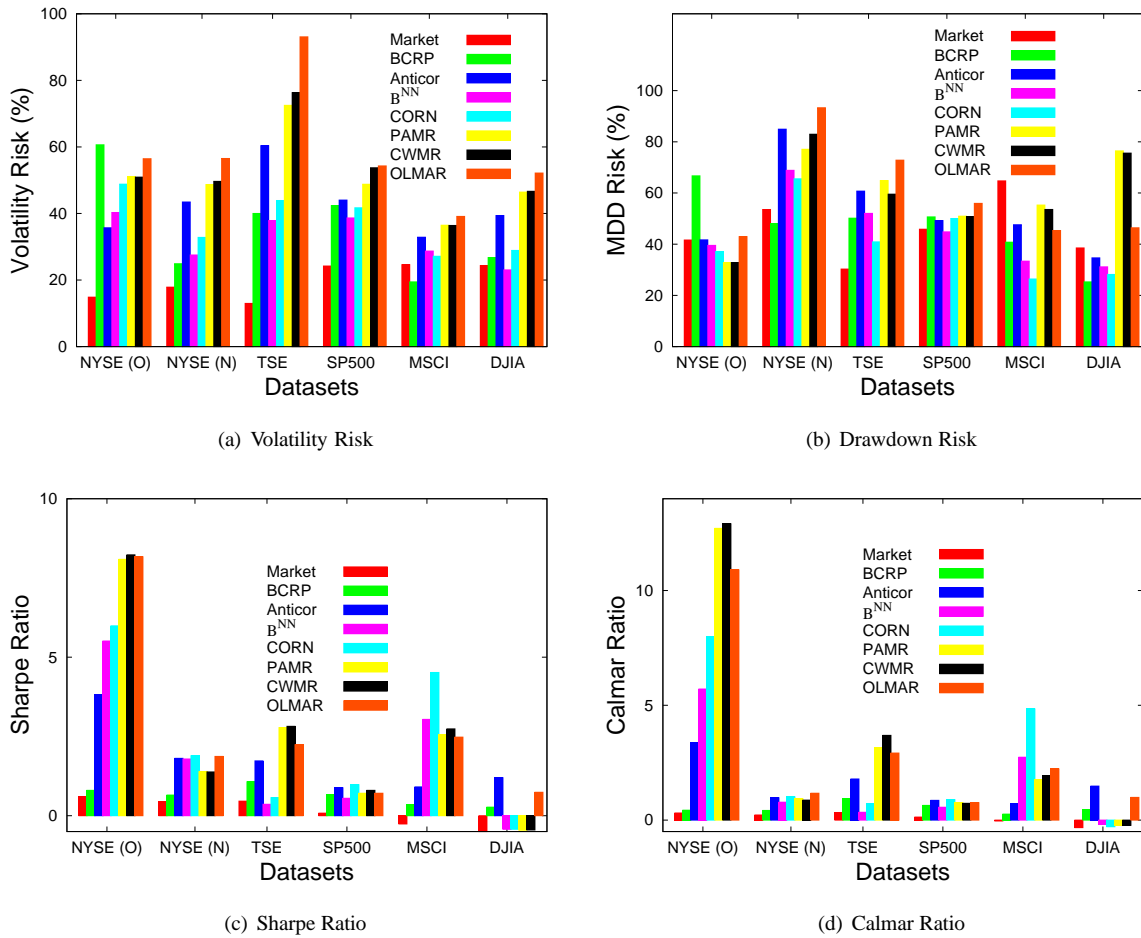 100
80
60
40
20
0
Volatility Risk (%)
Market
BCRP
Anticor
B^NN
CORN
PAMR
CWMR
OLMAR
NYSE (O) NYSE (N) TSE SP500 MSCI DJIA
Datasets
(a) Volatility Risk
100
80
60
40
20
0
MDD Risk (%)
Market
BCRP
Anticor
B^NN
CORN
PAMR
CWMR
OLMAR
NYSE (O) NYSE (N) TSE SP500 MSCI DJIA
Datasets
(b) Drawdown Risk
10
5
0
Sharpe Ratio
Market
BCRP
Anticor
B^NN
CORN
PAMR
CWMR
OLMAR
NYSE (O) NYSE (N) TSE SP500 MSCI DJIA
Datasets
(c) Sharpe Ratio
10
5
0
Calmar Ratio
Market
BCRP
Anticor
B^NN
CORN
PAMR
CWMR
OLMAR
NYSE (O) NYSE (N) TSE SP500 MSCI DJIA
Datasets
(d) Calmar Ratio